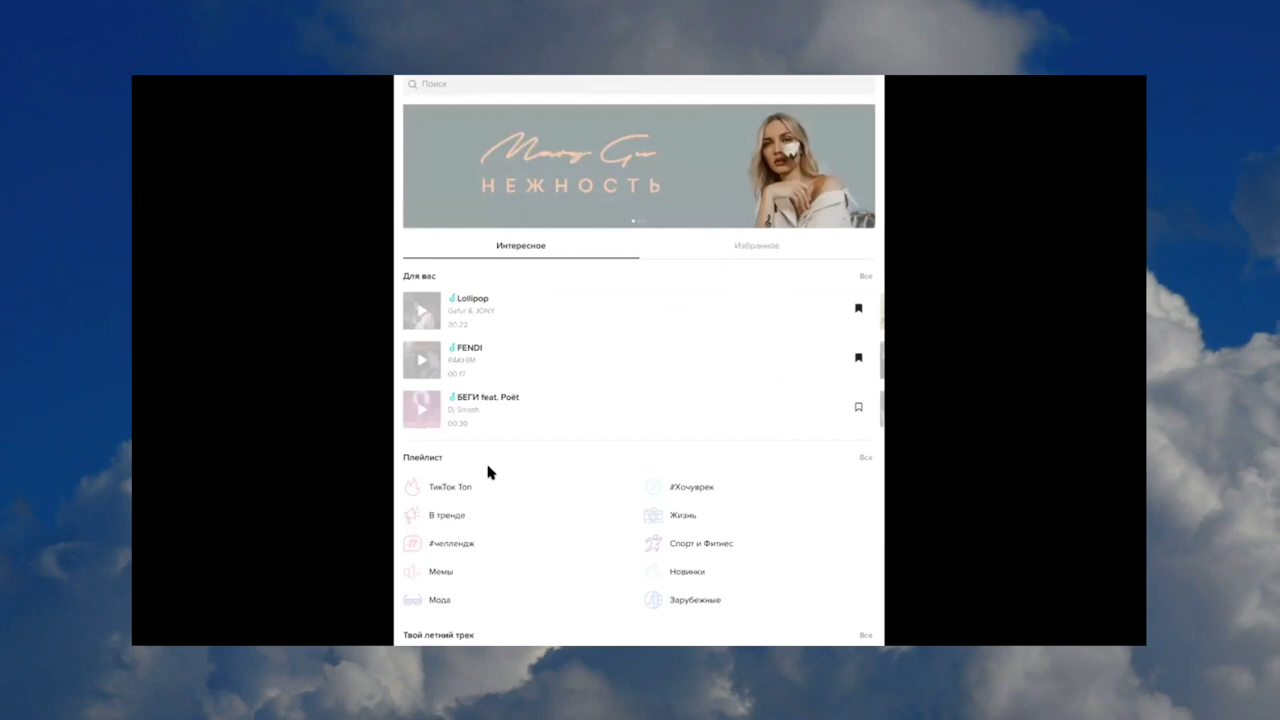 Поиск
Mary Gu
НЕЖНОСТЬ
Интересное
Избранное
Для вас
Все
Lollipop
Gafur & JONY
00:22
FENDI
RAKHIM
00:17
БЕГИ feat. Poët
Dj Smash
00:30
Плейлист
Все
ТикТок Топ
#Хочуврек
В тренде
Жизнь
#челлендж
Спорт и Фитнес
Мемы
Новинки
Мода
Зарубежные
Твой летний трек
Все